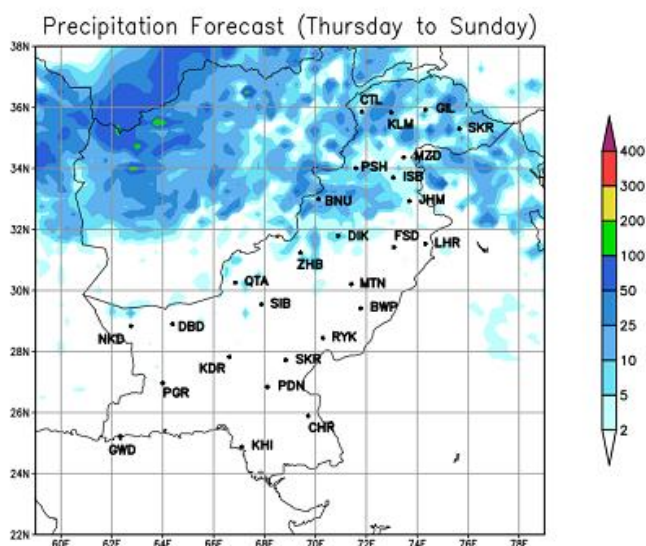 Precipitation Forecast (Thursday to Sunday)
38N
36N
CTL
GIL
KLM
SKR
400
34N
PSH
MZD
ISB
300
BNU
JHM
200
32N
DIK
FSD
LHR
ZHB
100
QTA
MTN
50
30N
SIB
BWP
25
NKD
DBD
RYK
10
28N
KDR
SKR
PGR
PDN
5
26N
CHR
2
GWD
KHI
24N
22N
60E 62E 64E 66E 68E 70E 72E 74E 76E 78E